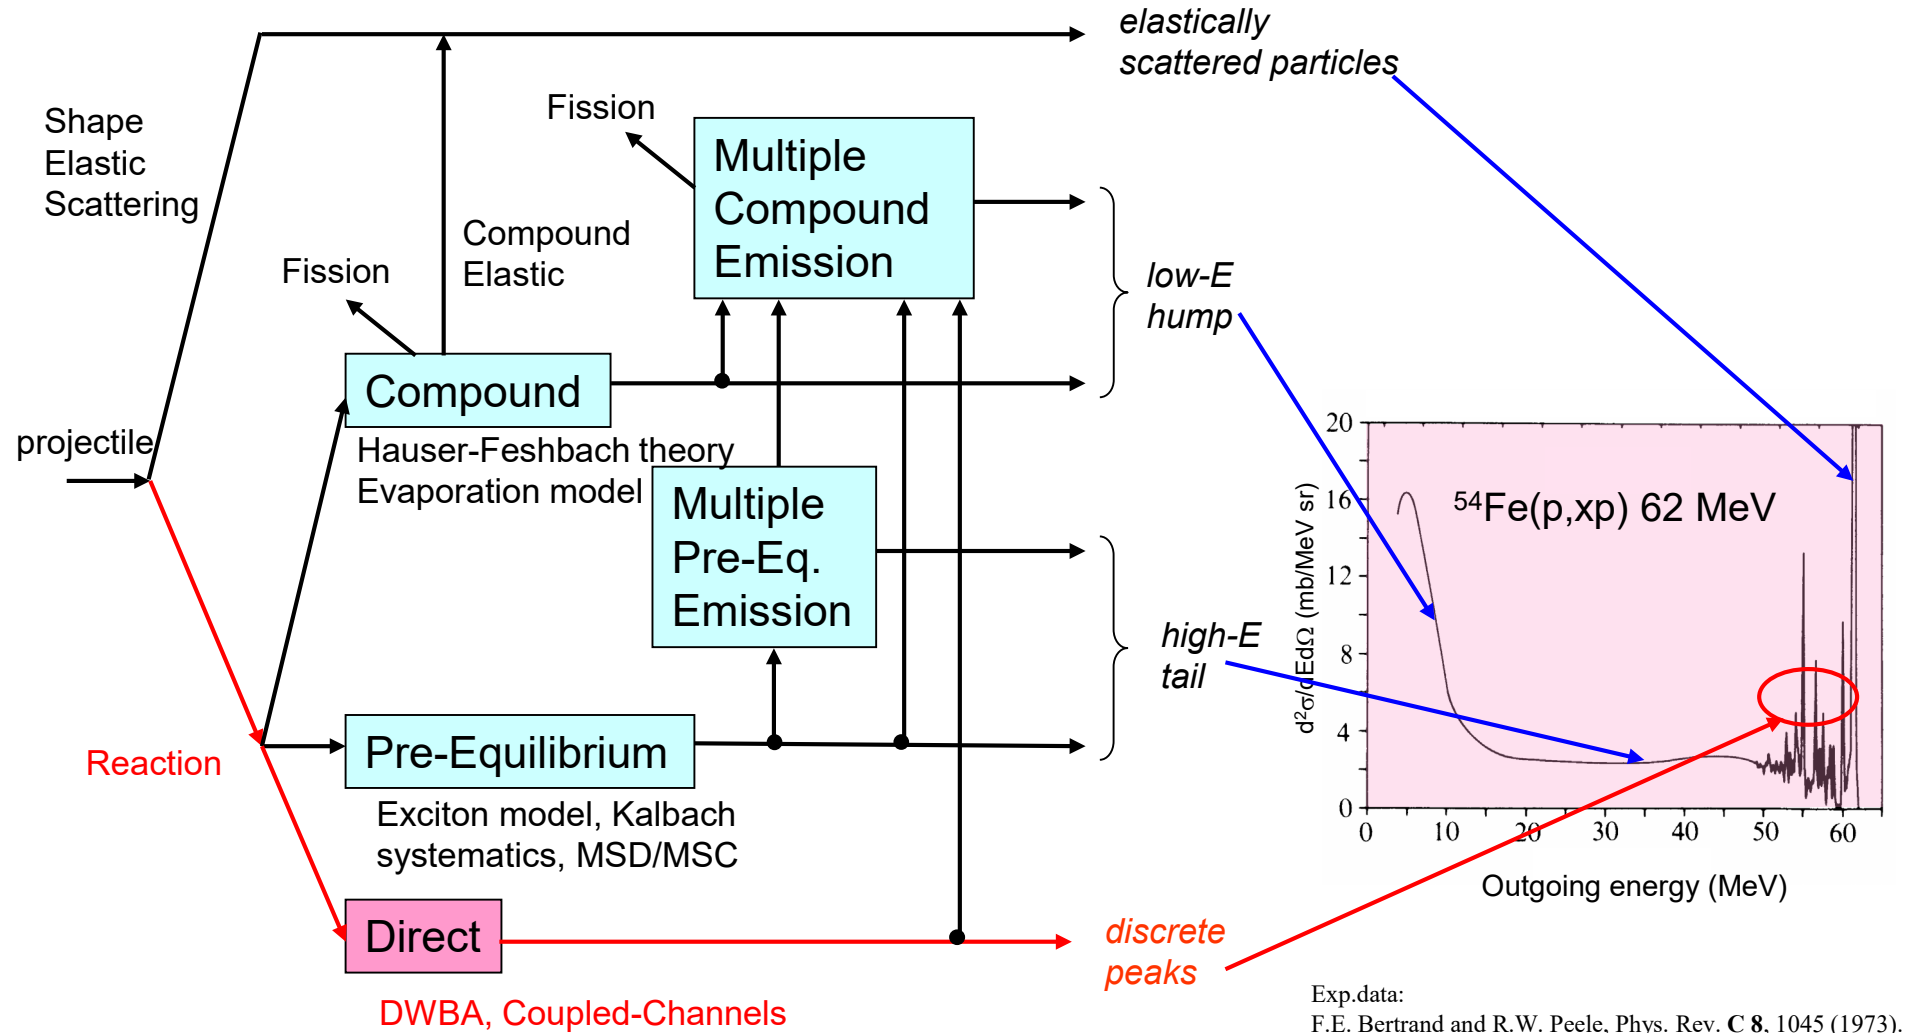 elastically
scattered particles
Shape
Elastic
Scattering
Fission
Multiple
Compound
Emission
Compound
Elastic
Fission
low-E
hump
Compound
projectile
Hauser-Feshbach theory
Evaporation model
Multiple
Pre-Eq.
Emission
high-E
tail
Reaction
Pre-Equilibrium
Exciton model, Kalbach
systematics, MSD/MSC
Direct
DWBA, Coupled-Channels
discrete
peaks
⁵⁴Fe(p,xp) 62 MeV
d²σ/dEdΩ (mb/MeV sr)
20
16
12
8
4
0
0 10 20 30 40 50 60
Outgoing energy (MeV)
Exp.data:
F.E. Bertrand and R.W. Peele, Phys. Rev. C 8, 1045 (1973).